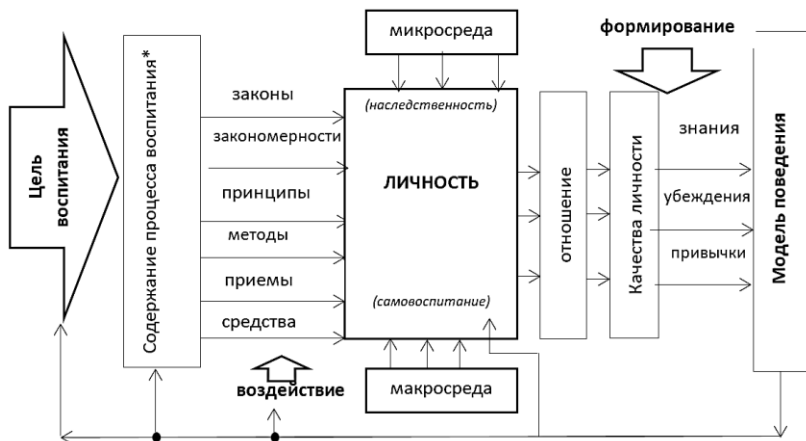 микросреда
формирование
Цель
воспитания
Содержание процесса воспитания*
законы
закономерности
принципы
методы
приемы
средства
воздействие
(наследственность)
ЛИЧНОСТЬ
(самовоспитание)
макросреда
отношение
Качества личности
знания
убеждения
привычки
Модель поведения